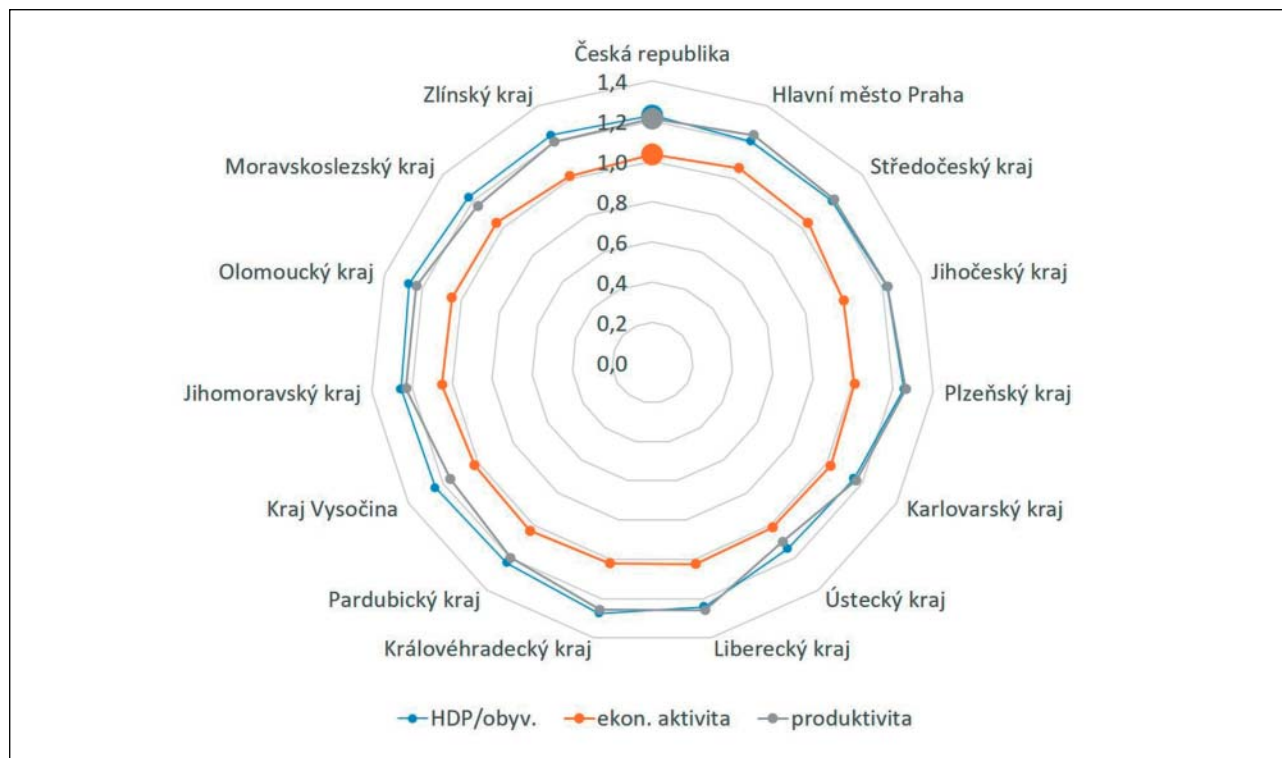 Česká republika
1,4
1,2
1,0
0,8
0,6
0,4
0,2
0,0
Hlavní město Praha
Středočeský kraj
Jihočeský kraj
Plzeňský kraj
Karlovarský kraj
Ústecký kraj
Liberecký kraj
Královéhradecký kraj
Pardubický kraj
Kraj Vysočina
Jihomoravský kraj
Olomoucký kraj
Moravskoslezský kraj
Zlínský kraj
HDP/obyv. ekon. aktivita produktivita